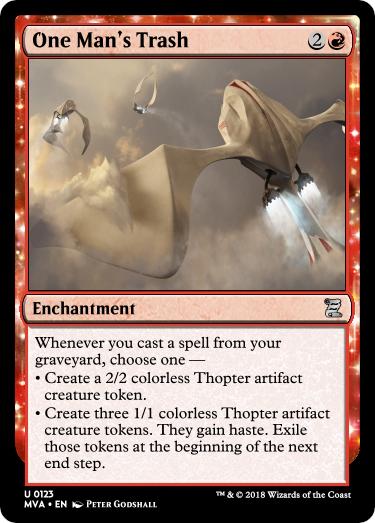 One Man's Trash 2
Enchantment
Whenever you cast a spell from your
graveyard, choose one —
• Create a 2/2 colorless Thopter artifact
creature token.
• Create three 1/1 colorless Thopter artifact
creature tokens. They gain haste. Exile
those tokens at the beginning of the next
end step.
U 0123
MVA • EN Peter Godshall
™ & © 2018 Wizards of the Coast